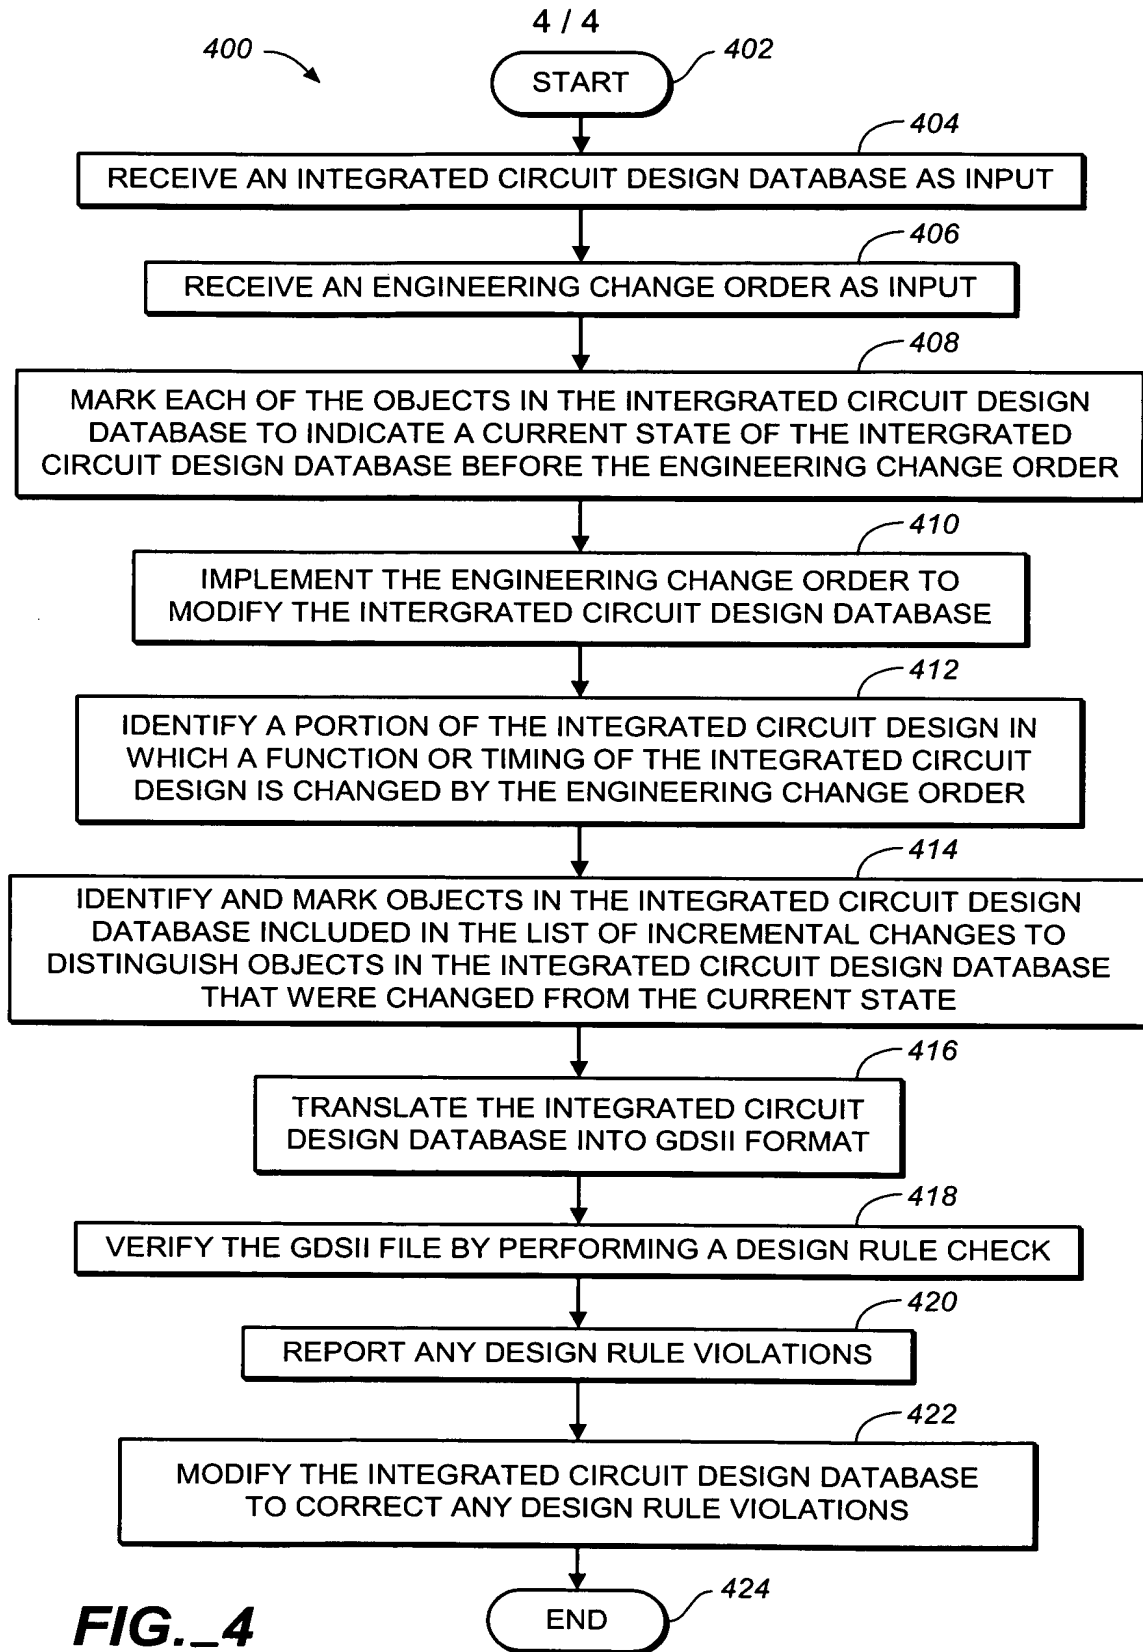 4 / 4
400
START
402
404
RECEIVE AN INTEGRATED CIRCUIT DESIGN DATABASE AS INPUT
406
RECEIVE AN ENGINEERING CHANGE ORDER AS INPUT
408
MARK EACH OF THE OBJECTS IN THE INTERGRATED CIRCUIT DESIGN
DATABASE TO INDICATE A CURRENT STATE OF THE INTERGRATED
CIRCUIT DESIGN DATABASE BEFORE THE ENGINEERING CHANGE ORDER
410
IMPLEMENT THE ENGINEERING CHANGE ORDER TO
MODIFY THE INTERGRATED CIRCUIT DESIGN DATABASE
412
IDENTIFY A PORTION OF THE INTEGRATED CIRCUIT DESIGN IN
WHICH A FUNCTION OR TIMING OF THE INTEGRATED CIRCUIT
DESIGN IS CHANGED BY THE ENGINEERING CHANGE ORDER
414
IDENTIFY AND MARK OBJECTS IN THE INTEGRATED CIRCUIT DESIGN
DATABASE INCLUDED IN THE LIST OF INCREMENTAL CHANGES TO
DISTINGUISH OBJECTS IN THE INTEGRATED CIRCUIT DESIGN DATABASE
THAT WERE CHANGED FROM THE CURRENT STATE
416
TRANSLATE THE INTEGRATED CIRCUIT
DESIGN DATABASE INTO GDSII FORMAT
418
VERIFY THE GDSII FILE BY PERFORMING A DESIGN RULE CHECK
420
REPORT ANY DESIGN RULE VIOLATIONS
422
MODIFY THE INTEGRATED CIRCUIT DESIGN DATABASE
TO CORRECT ANY DESIGN RULE VIOLATIONS
424
END
FIG._4